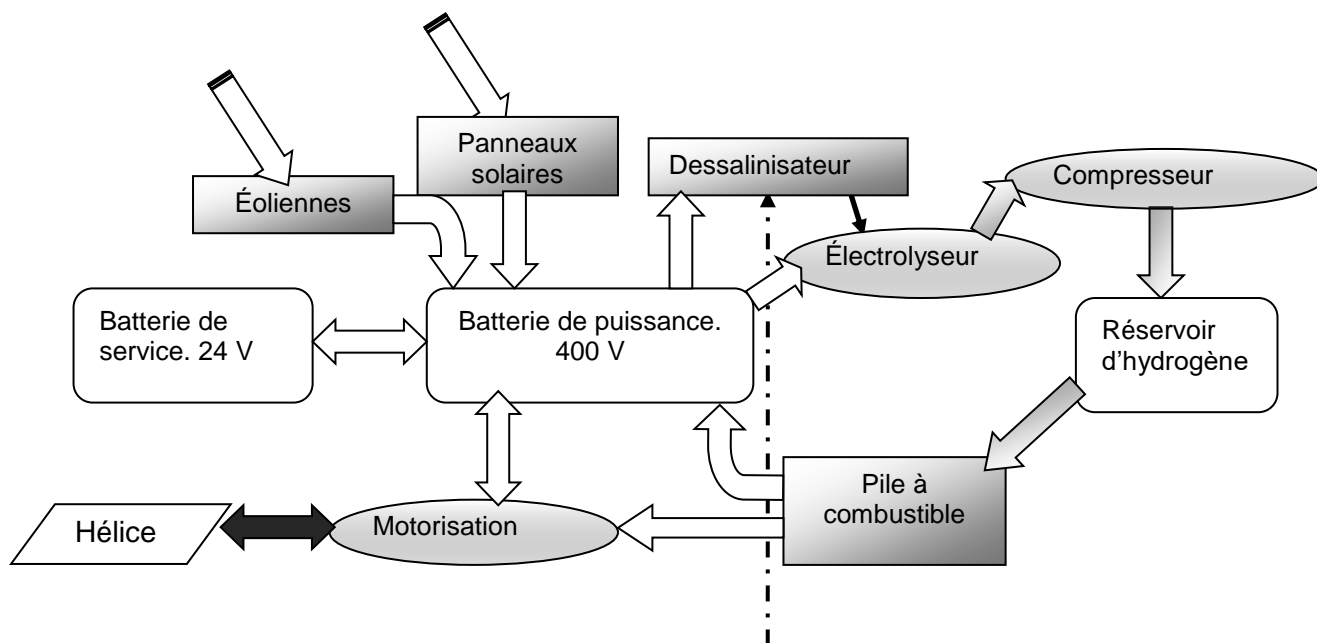 Panneaux
solaires
Dessalinisateur
Compresseur
Éoliennes
Électrolyseur
Batterie de
service. 24 V
Batterie de puissance.
400 V
Réservoir
d’hydrogène
Pile à
combustible
Hélice
Motorisation